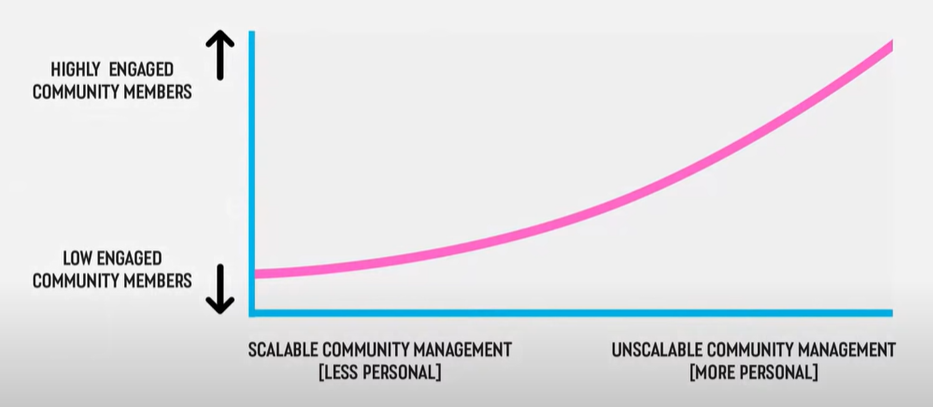 HIGHLY ENGAGED
COMMUNITY MEMBERS
LOW ENGAGED
COMMUNITY MEMBERS
SCALABLE COMMUNITY MANAGEMENT
[LESS PERSONAL]
UNSCALABLE COMMUNITY MANAGEMENT
[MORE PERSONAL]